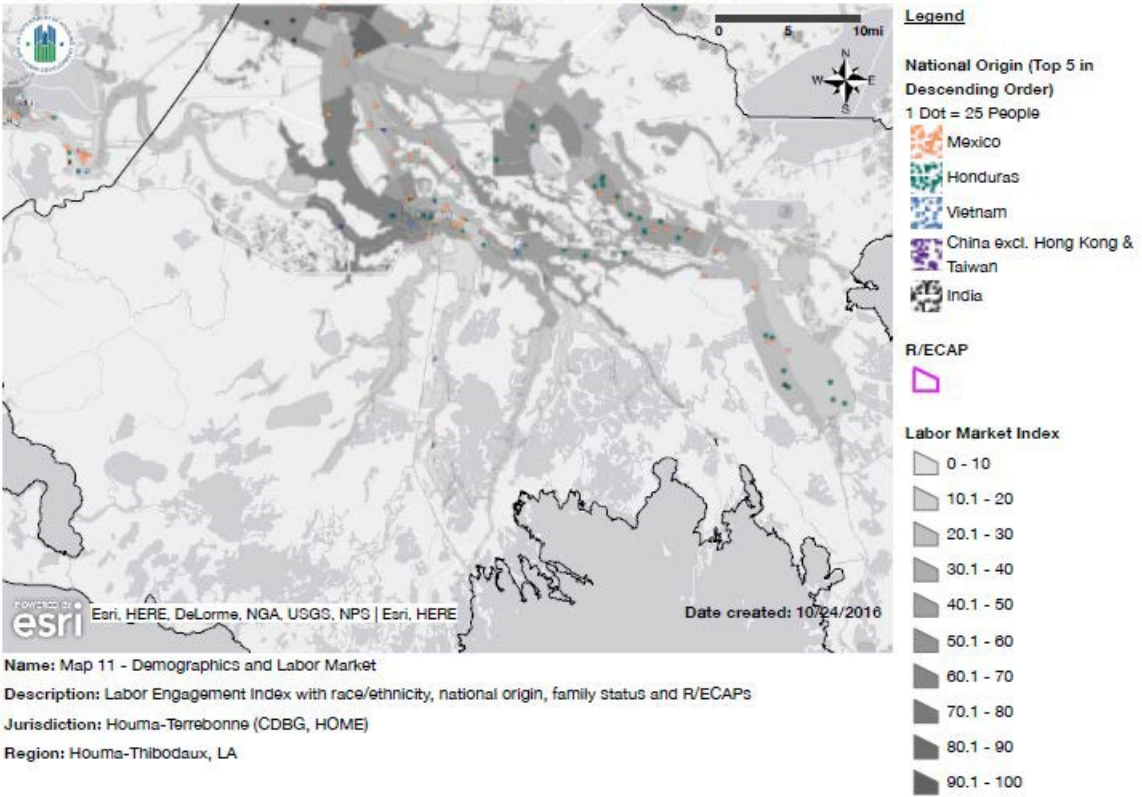 0 5 10mi
N
W E
S
POWERED BY
esri
Esri, HERE, DeLorme, NGA, USGS, NPS | Esri, HERE
Date created: 10/24/2016
Name: Map 11 - Demographics and Labor Market
Description: Labor Engagement Index with race/ethnicity, national origin, family status and R/ECAPs
Jurisdiction: Houma-Terrebonne (CDBG, HOME)
Region: Houma-Thibodaux, LA
Legend
National Origin (Top 5 in
Descending Order)
1 Dot = 25 People
Mexico
Honduras
Vietnam
China excl. Hong Kong &
Taiwan
India
R/ECAP
Labor Market Index
0 - 10
10.1 - 20
20.1 - 30
30.1 - 40
40.1 - 50
50.1 - 60
60.1 - 70
70.1 - 80
80.1 - 90
90.1 - 100